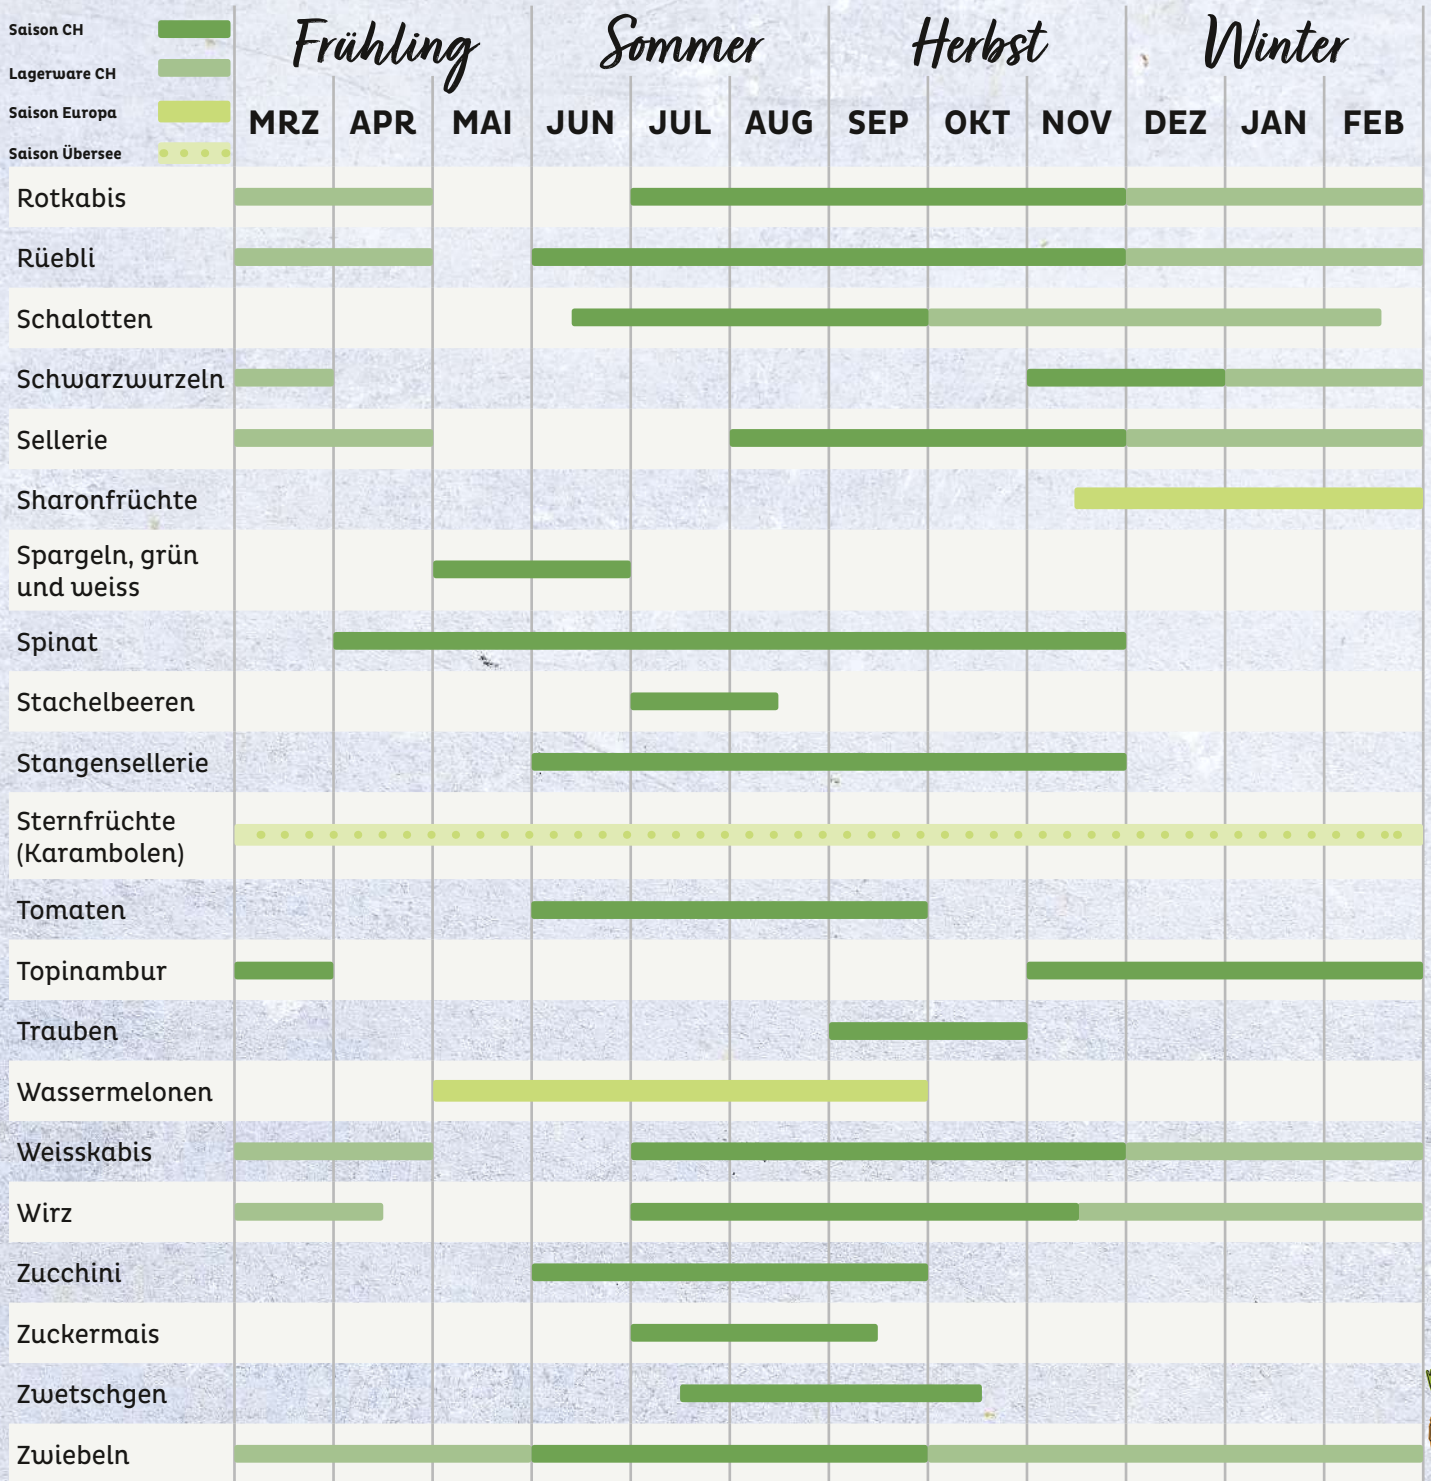 Saison CH
Lagerware CH
Saison Europa
Saison Übersee
Frühling Sommer Herbst Winter
MRZ APR MAI JUN JUL AUG SEP OKT NOV DEZ JAN FEB
Rotkabis
Rüebli
Schalotten
Schwarzwurzeln
Sellerie
Sharonfrüchte
Spargeln, grün
und weiss
Spinat
Stachelbeeren
Stangensellerie
Sternfrüchte
(Karambolen)
Tomaten
Topinambur
Trauben
Wassermelonen
Weisskabis
Wirz
Zucchini
Zuckermais
Zwetschgen
Zwiebeln